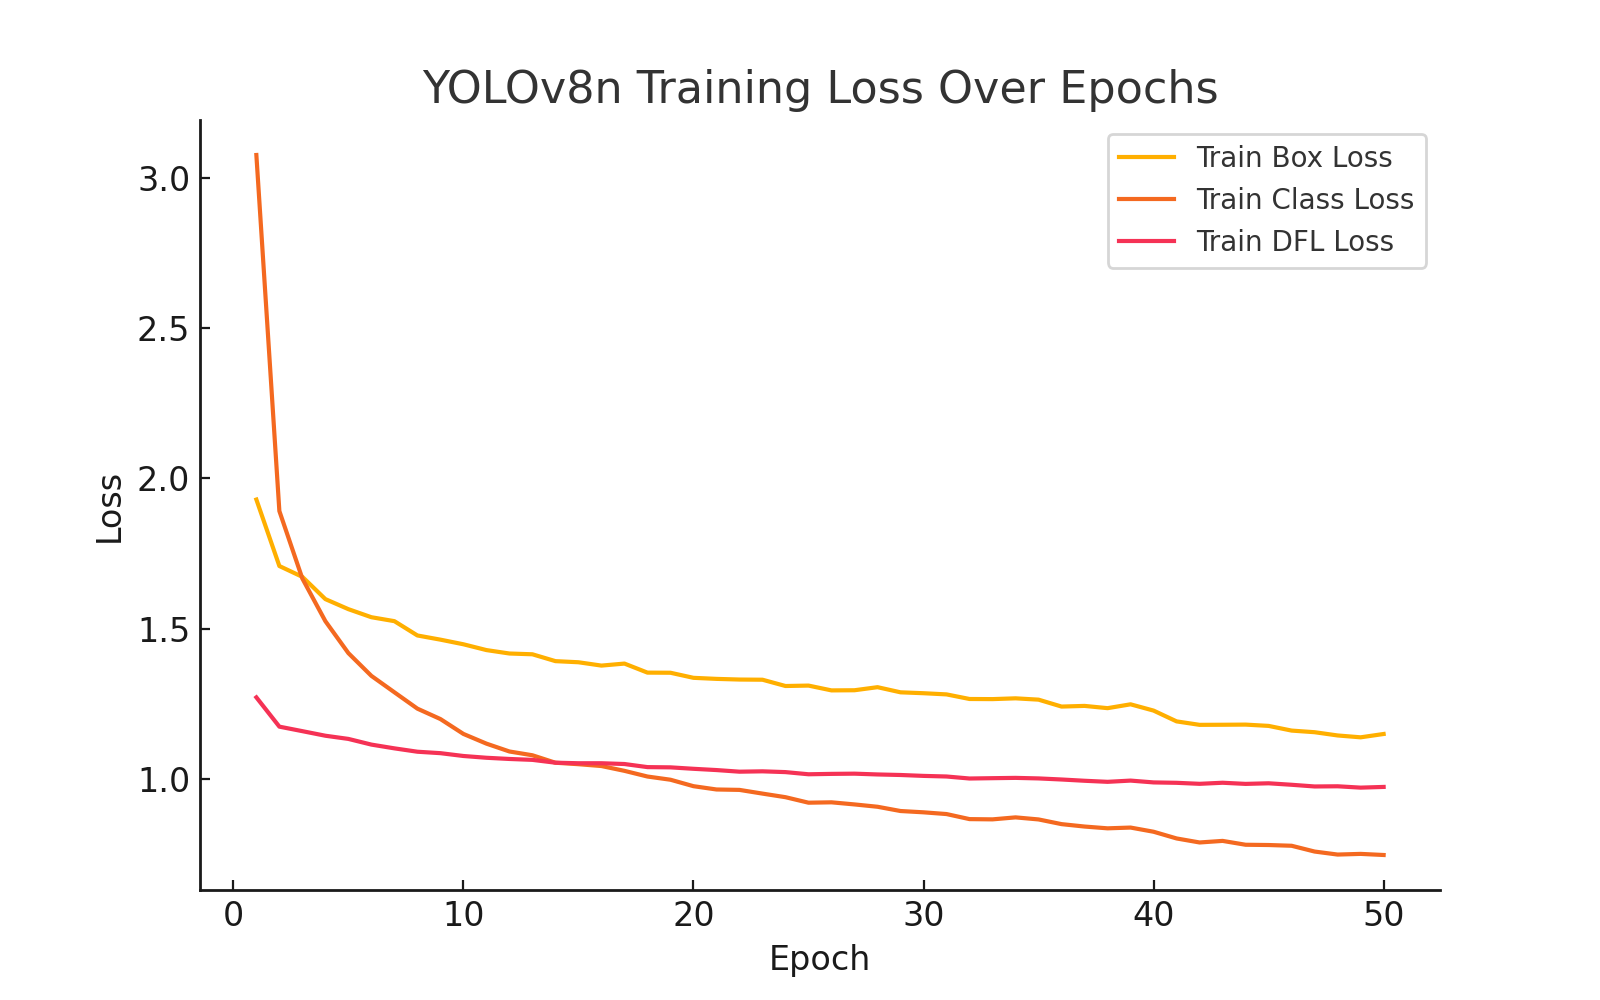 YOLOv8n Training Loss Over Epochs
Train Box Loss
Train Class Loss
Train DFL Loss
3.0
2.5
2.0
1.5
1.0
Loss
0 10 20 30 40 50
Epoch